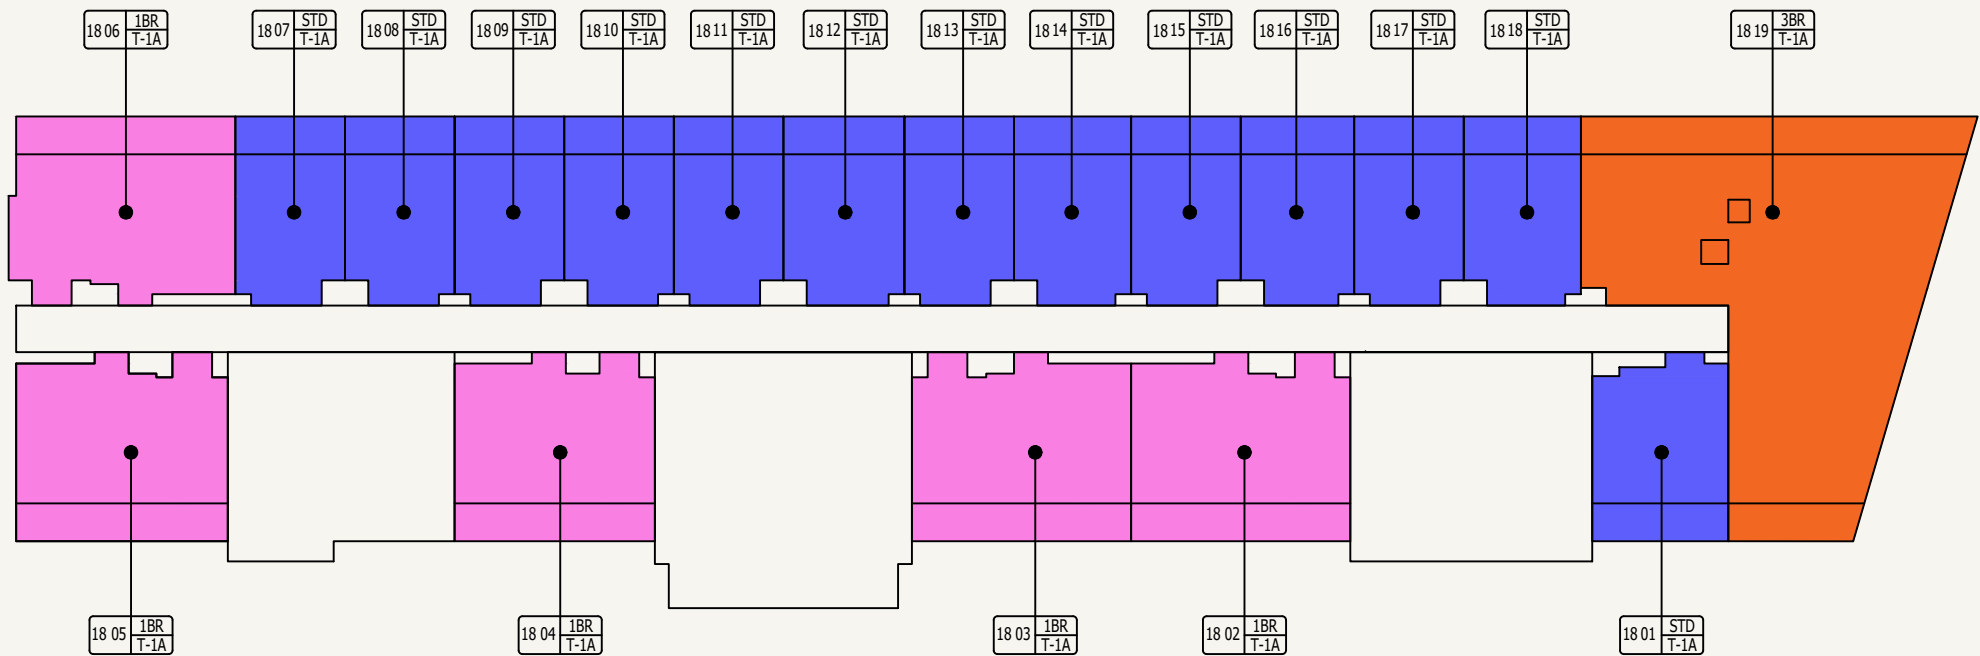 18 06 1BR T-1A
18 07 STD T-1A
18 08 STD T-1A
18 09 STD T-1A
18 10 STD T-1A
18 11 STD T-1A
18 12 STD T-1A
18 13 STD T-1A
18 14 STD T-1A
18 15 STD T-1A
18 16 STD T-1A
18 17 STD T-1A
18 18 STD T-1A
18 19 3BR T-1A
18 05 1BR T-1A
18 04 1BR T-1A
18 03 1BR T-1A
18 02 1BR T-1A
18 01 STD T-1A